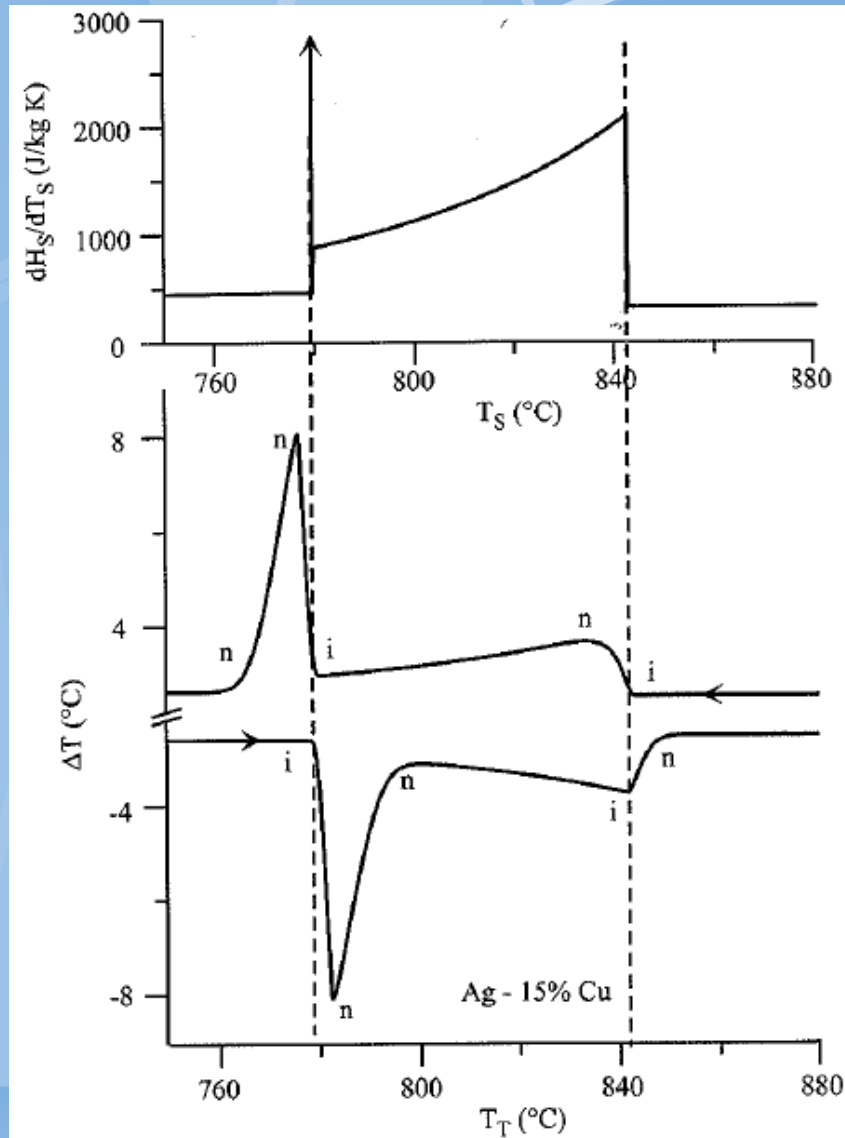 3000
2000
1000
0
dH_S/dT_S (J/kg K)
760
800
840
880
T_S (°C)
3
8
4
-4
-8
ΔT (°C)
n
n
i
n
i
i
n
n
i
n
Ag - 15% Cu
760
800
840
880
T_T (°C)